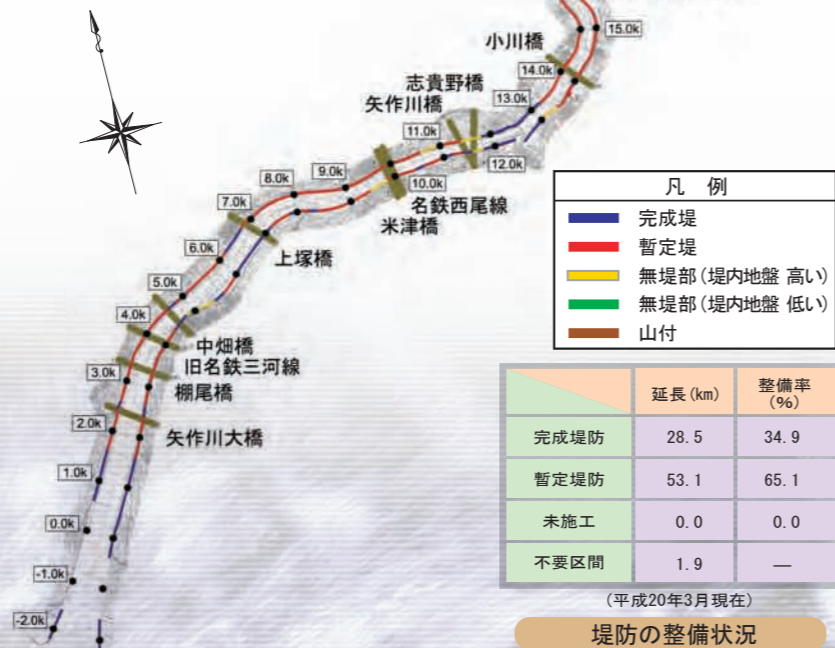 15.0k
小川橋
14.0k
志貴野橋
13.0k
矢作川橋
11.0k
12.0k
9.0k
8.0k
10.0k
7.0k
名鉄西尾線
米津橋
6.0k
上塚橋
5.0k
4.0k
中畑橋
旧名鉄三河線
3.0k
棚尾橋
2.0k
矢作川大橋
1.0k
0.0k
-1.0k
-2.0k
凡 例
完成堤
暫定堤
無堤部(堤内地盤 高い)
無堤部(堤内地盤 低い)
山付
延長(km) 整備率(%)
完成堤防 28.5 34.9
暫定堤防 53.1 65.1
未施工 0.0 0.0
不要区間 1.9 —
(平成20年3月現在)
堤防の整備状況